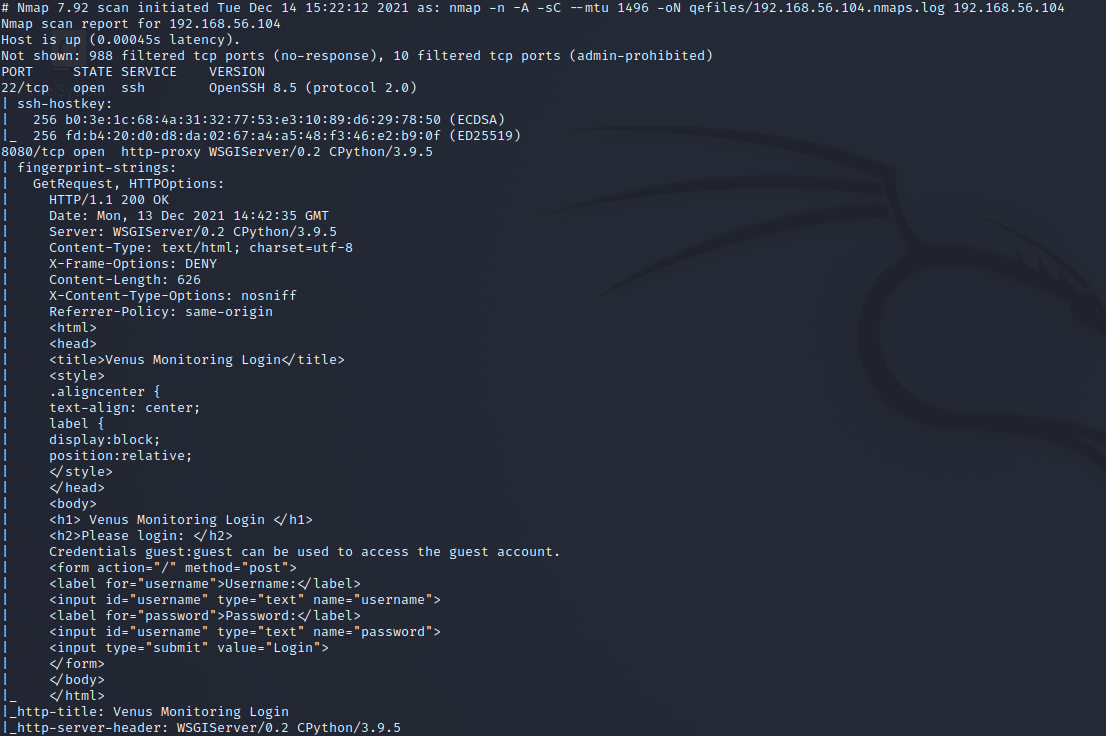 # Nmap 7.92 scan initiated Tue Dec 14 15:22:12 2021 as: nmap -n -A -sC --mtu 1496 -oN qefiles/192.168.56.104.nmaps.log 192.168.56.104
Nmap scan report for 192.168.56.104
Host is up (0.00045s latency).
Not shown: 988 filtered tcp ports (no-response), 10 filtered tcp ports (admin-prohibited)
PORT     STATE SERVICE    VERSION
22/tcp   open  ssh        OpenSSH 8.5 (protocol 2.0)
| ssh-hostkey:
|   256 b0:3e:1c:68:4a:31:32:77:53:e3:10:89:d6:29:78:50 (ECDSA)
|_  256 fd:b4:20:d0:d8:da:02:67:a4:a5:48:f3:46:e2:b9:0f (ED25519)
8080/tcp open  http-proxy WSGIServer/0.2 CPython/3.9.5
| fingerprint-strings:
|   GetRequest, HTTPOptions:
|     HTTP/1.1 200 OK
|     Date: Mon, 13 Dec 2021 14:42:35 GMT
|     Server: WSGIServer/0.2 CPython/3.9.5
|     Content-Type: text/html; charset=utf-8
|     X-Frame-Options: DENY
|     Content-Length: 626
|     X-Content-Type-Options: nosniff
|     Referrer-Policy: same-origin
|     <html>
|     <head>
|     <title>Venus Monitoring Login</title>
|     <style>
|     .aligncenter {
|     text-align: center;
|     label {
|     display:block;
|     position:relative;
|     </style>
|     </head>
|     <body>
|     <h1> Venus Monitoring Login </h1>
|     <h2>Please login: </h2>
|     Credentials guest:guest can be used to access the guest account.
|     <form action="/" method="post">
|     <label for="username">Username:</label>
|     <input id="username" type="text" name="username">
|     <label for="password">Password:</label>
|     <input id="username" type="text" name="password">
|     <input type="submit" value="Login">
|     </form>
|     </body>
|_    </html>
|_http-title: Venus Monitoring Login
|_http-server-header: WSGIServer/0.2 CPython/3.9.5